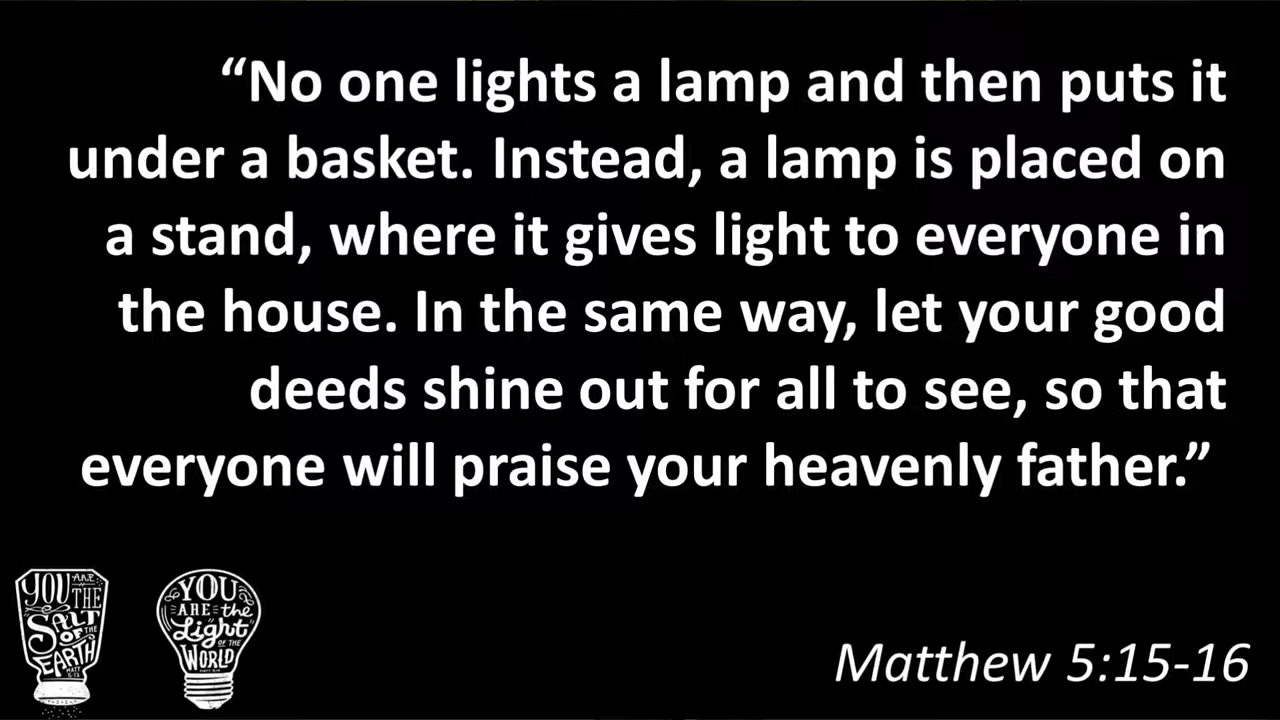 “No one lights a lamp and then puts it
under a basket. Instead, a lamp is placed on
a stand, where it gives light to everyone in
the house. In the same way, let your good
deeds shine out for all to see, so that
everyone will praise your heavenly father.”
YOU ARE
THE
SALT
OF THE
EARTH
MATT
5:13
YOU
ARE the
Light
OF THE
WORLD
Matthew 5:15-16